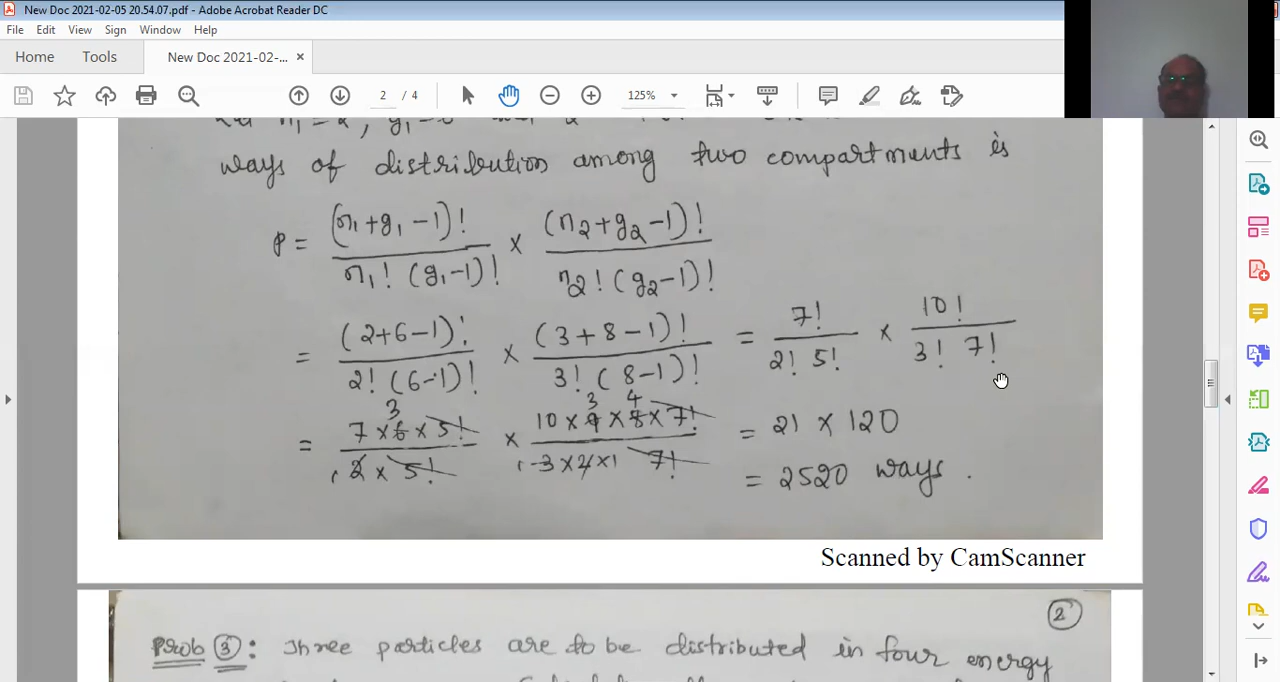 New Doc 2021-02-05 20.54.07.pdf - Adobe Acrobat Reader DC
File Edit View Sign Window Help
Home Tools New Doc 2021-02-... ×
2 / 4 125%
ways of distribution among two compartments is
P = (n₁+g₁-1)! / n₁! (g₁-1)! × (n₂+g₂-1)! / n₂! (g₂-1)!
= (2+6-1)! / 2! (6-1)! × (3+8-1)! / 3! (8-1)! = 7! / 2! 5! × 10! / 3! 7!
= 7×6×5! / 2×5! × 10×9×8×7! / 3×2×1 7! = 21 × 120
= 2520 ways.
Scanned by CamScanner
2
Prob 3: Three particles are to be distributed in four energy